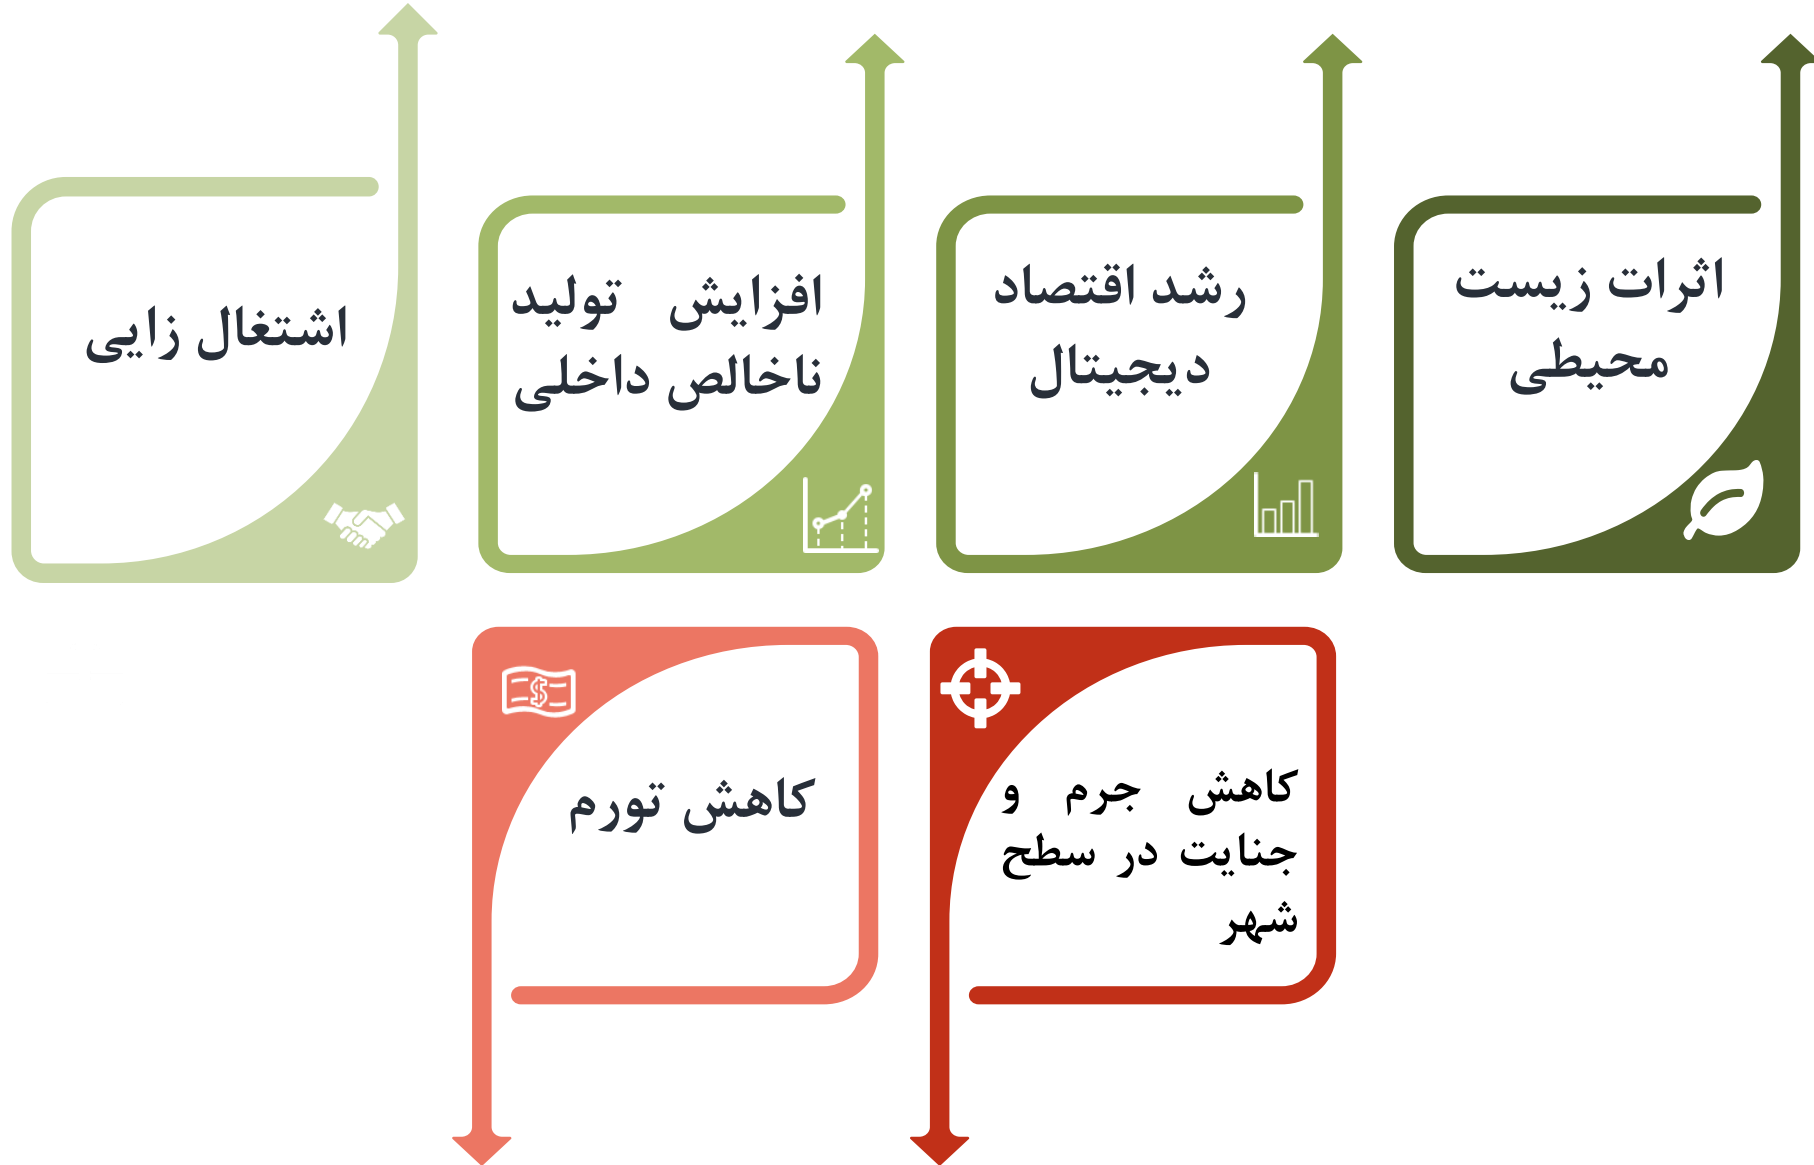 اثرات زیست
محیطی
رشد اقتصاد
دیجیتال
افزایش تولید
ناخالص داخلی
اشتغال زایی
کاهش جرم و
جنایت در سطح
شهر
کاهش تورم